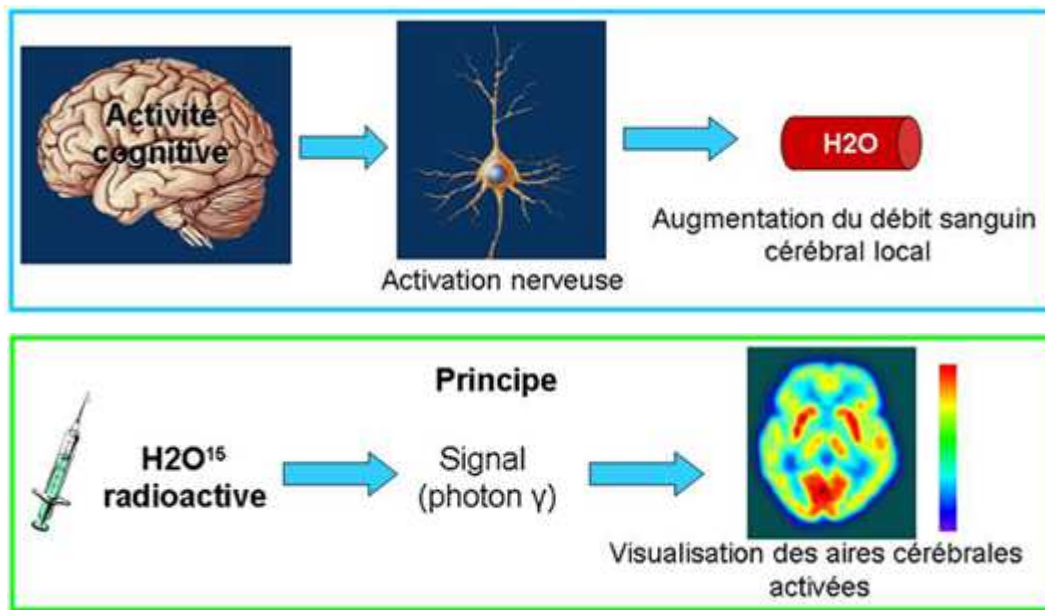 Activité
cognitive
H2O
Activation nerveuse
Augmentation du débit sanguin
cérébral local
Principe
H2O¹⁵
radioactive
Signal
(photon γ)
Visualisation des aires cérébrales
activées